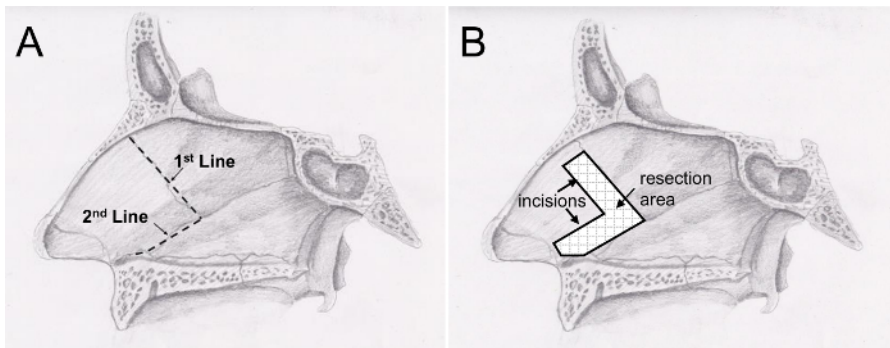 A
1st Line
2nd Line
B
incisions
resection
area